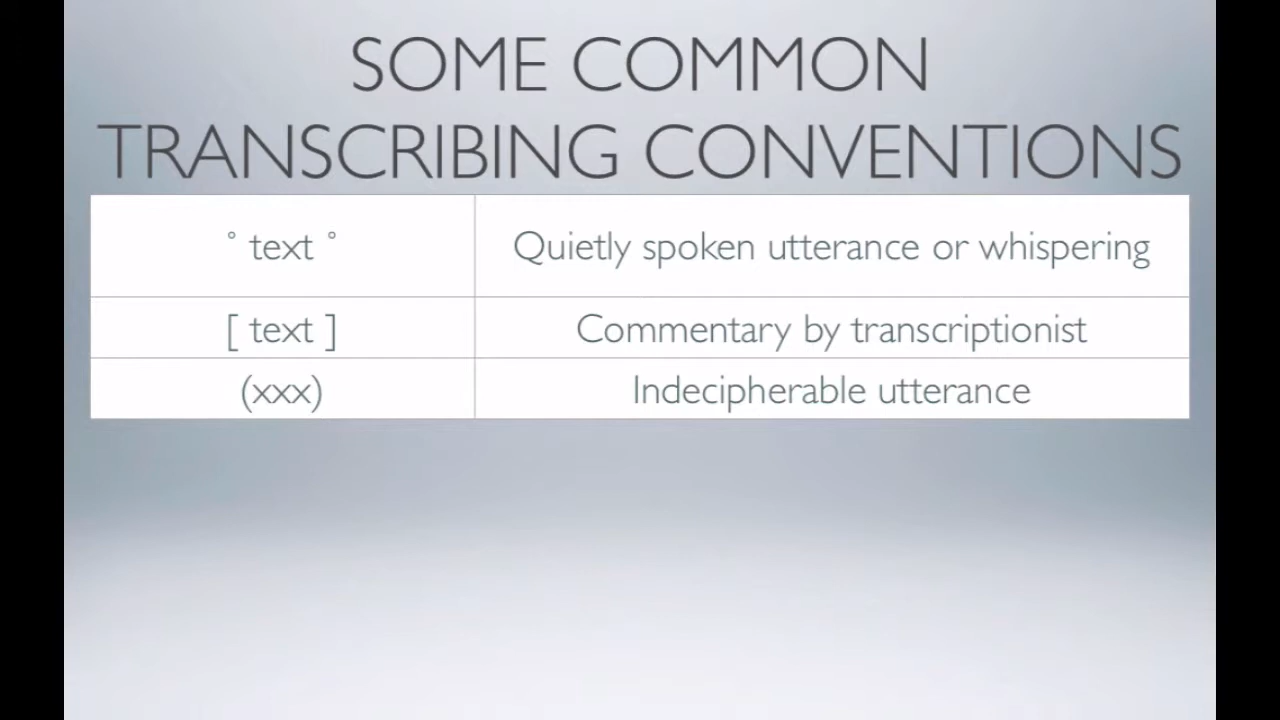 SOME COMMON
TRANSCRIBING CONVENTIONS
° text ° Quietly spoken utterance or whispering
[ text ] Commentary by transcriptionist
(xxx) Indecipherable utterance